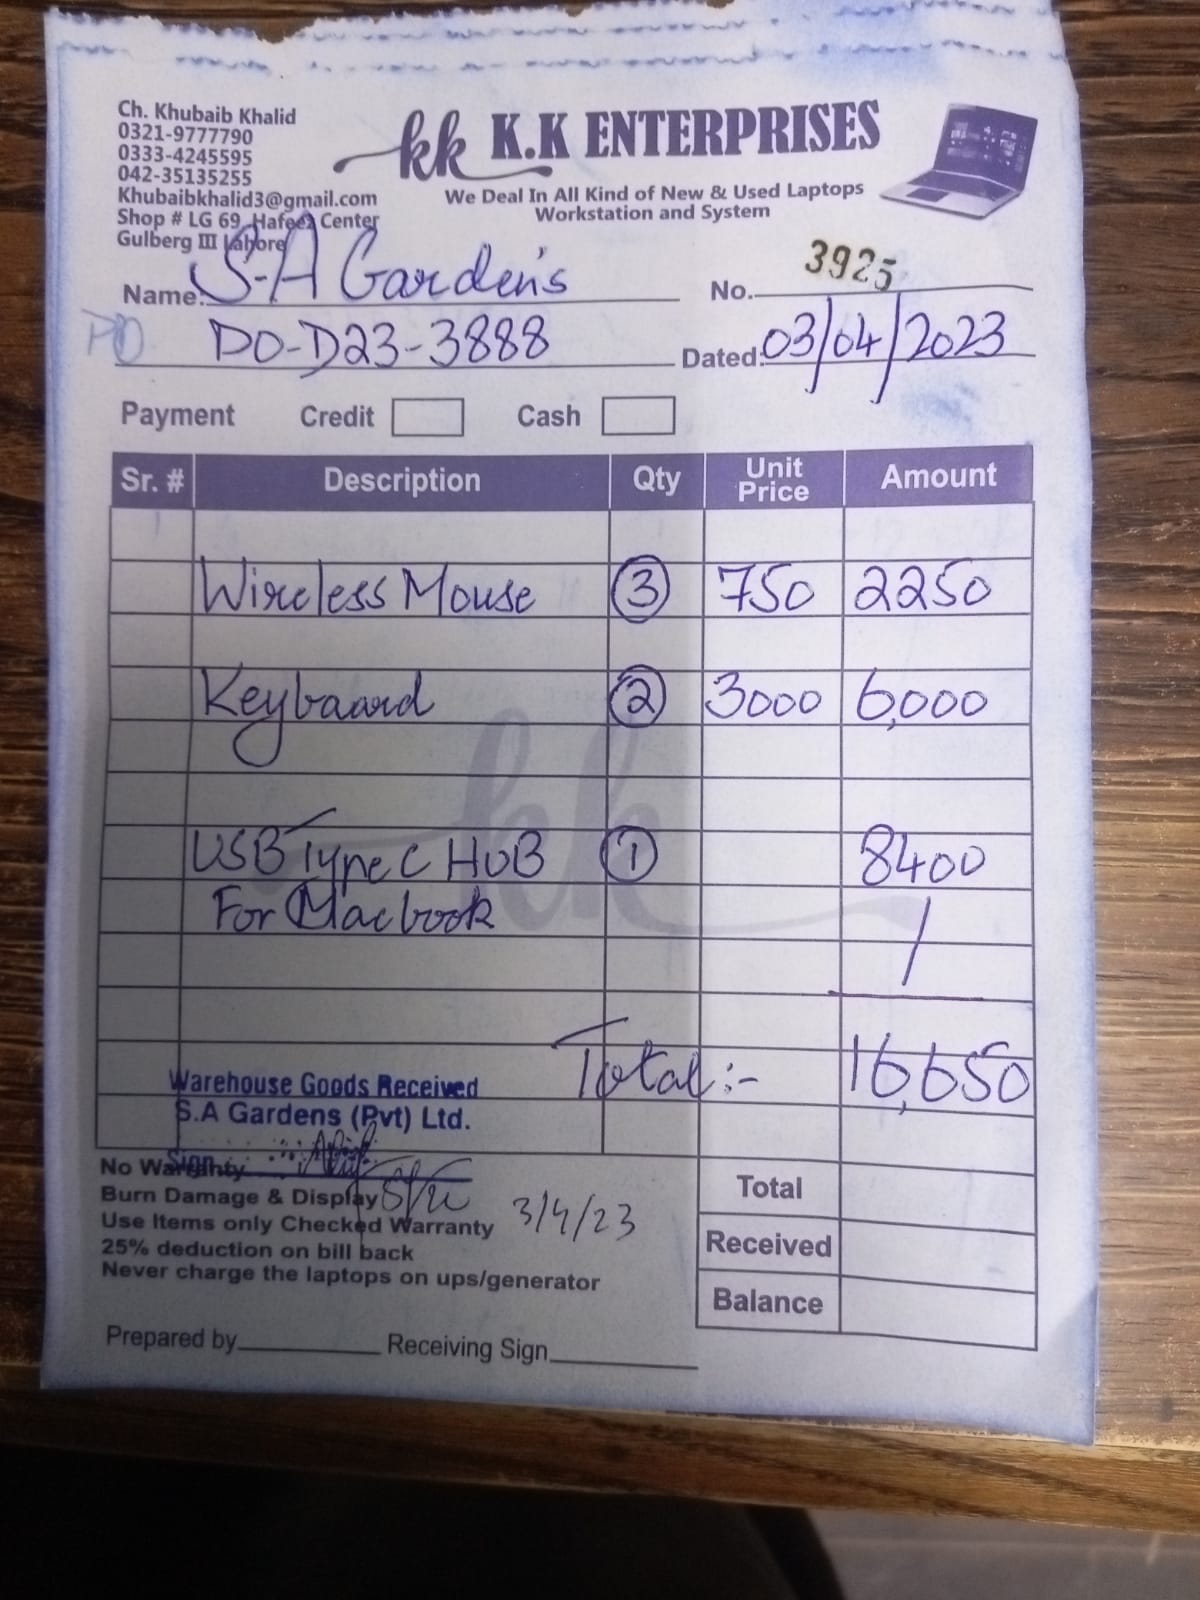 Ch. Khubaib Khalid
0321-9777790
0333-4245595
042-35135255
Khubaibkhalid3@gmail.com
Shop # LG 69, Hafeez Center
Gulberg III Lahore
kk K.K ENTERPRISES
We Deal In All Kind of New & Used Laptops
Workstation and System
Name: S-A Garden's No. 3925
PO DO-D23-3888 Dated: 03/04/2023
Payment Credit Cash
Sr. # Description Qty Unit Price Amount
Wireless Mouse 3 750 2250
Keybaard 2 3000 6,000
USB Type C HUB 1 8400
For Macbook
Total:- 16,650
Warehouse Goods Received
S.A Gardens (Pvt) Ltd.
Sign
No Warranty
Burn Damage & Display
Use Items only Checked Warranty 3/4/23
25% deduction on bill back
Never charge the laptops on ups/generator
Total
Received
Balance
Prepared by Receiving Sign
kk